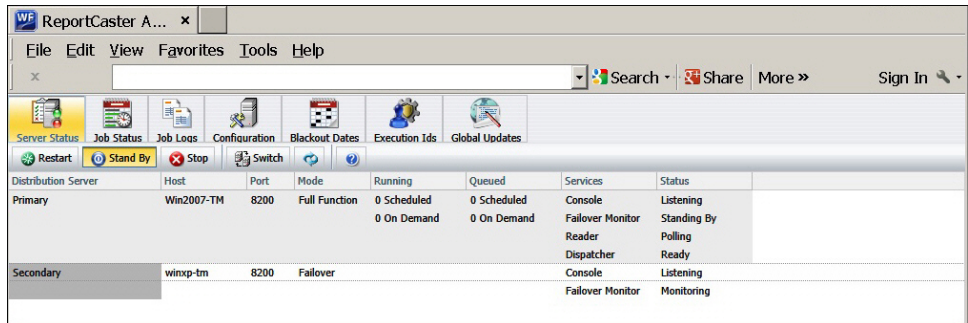 WF ReportCaster A... ×
File Edit View Favorites Tools Help
x Search Share More » Sign In
Server Status Job Status Job Logs Configuration Blackout Dates Execution Ids Global Updates
Restart Stand By Stop Switch ?
Distribution Server Host Port Mode Running Queued Services Status
Primary Win2007-TM 8200 Full Function 0 Scheduled 0 Scheduled Console Listening
0 On Demand 0 On Demand Failover Monitor Standing By
Reader Polling
Dispatcher Ready
Secondary winxp-tm 8200 Failover Console Listening
Failover Monitor Monitoring